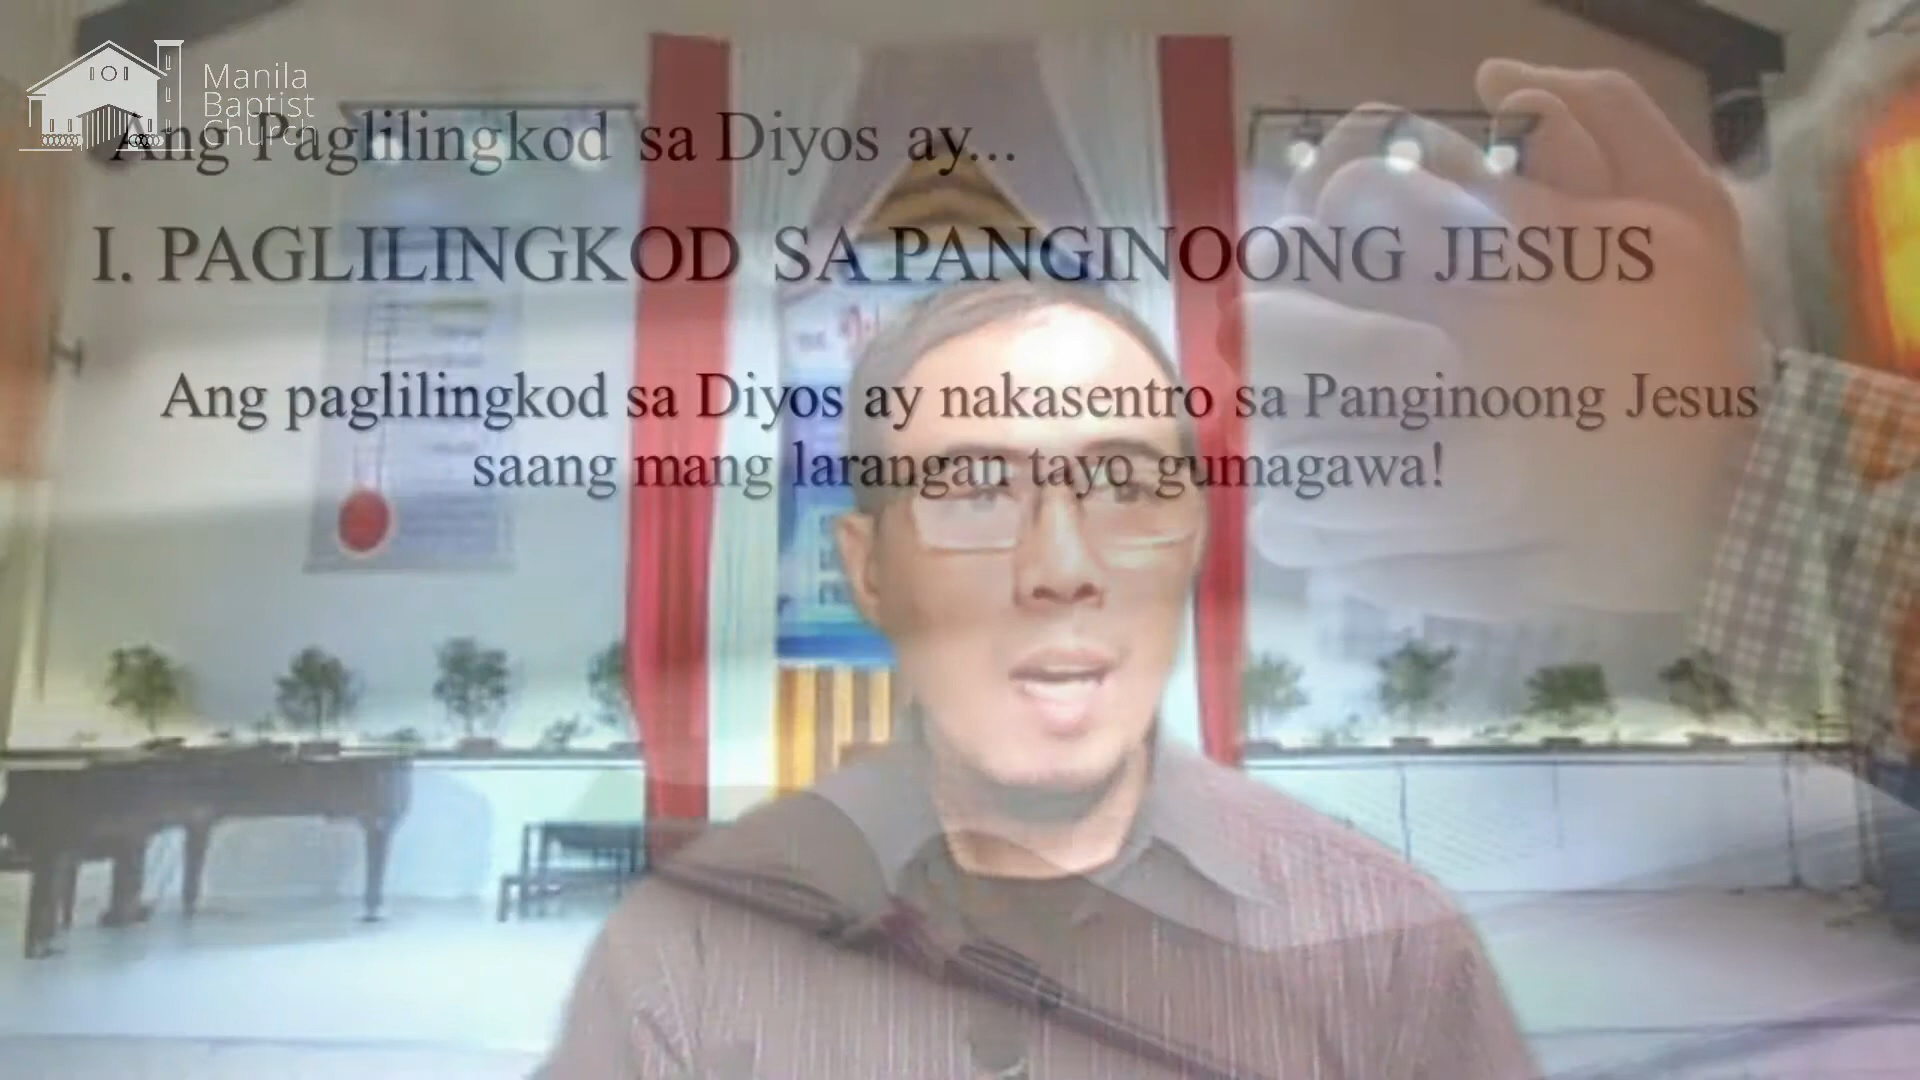 Manila
Baptist
Church
Ang Paglilingkod sa Diyos ay...
I. PAGLILINGKOD SA PANGINOONG JESUS
Ang paglilingkod sa Diyos ay nakasentro sa Panginoong Jesus
saang mang larangan tayo gumagawa!